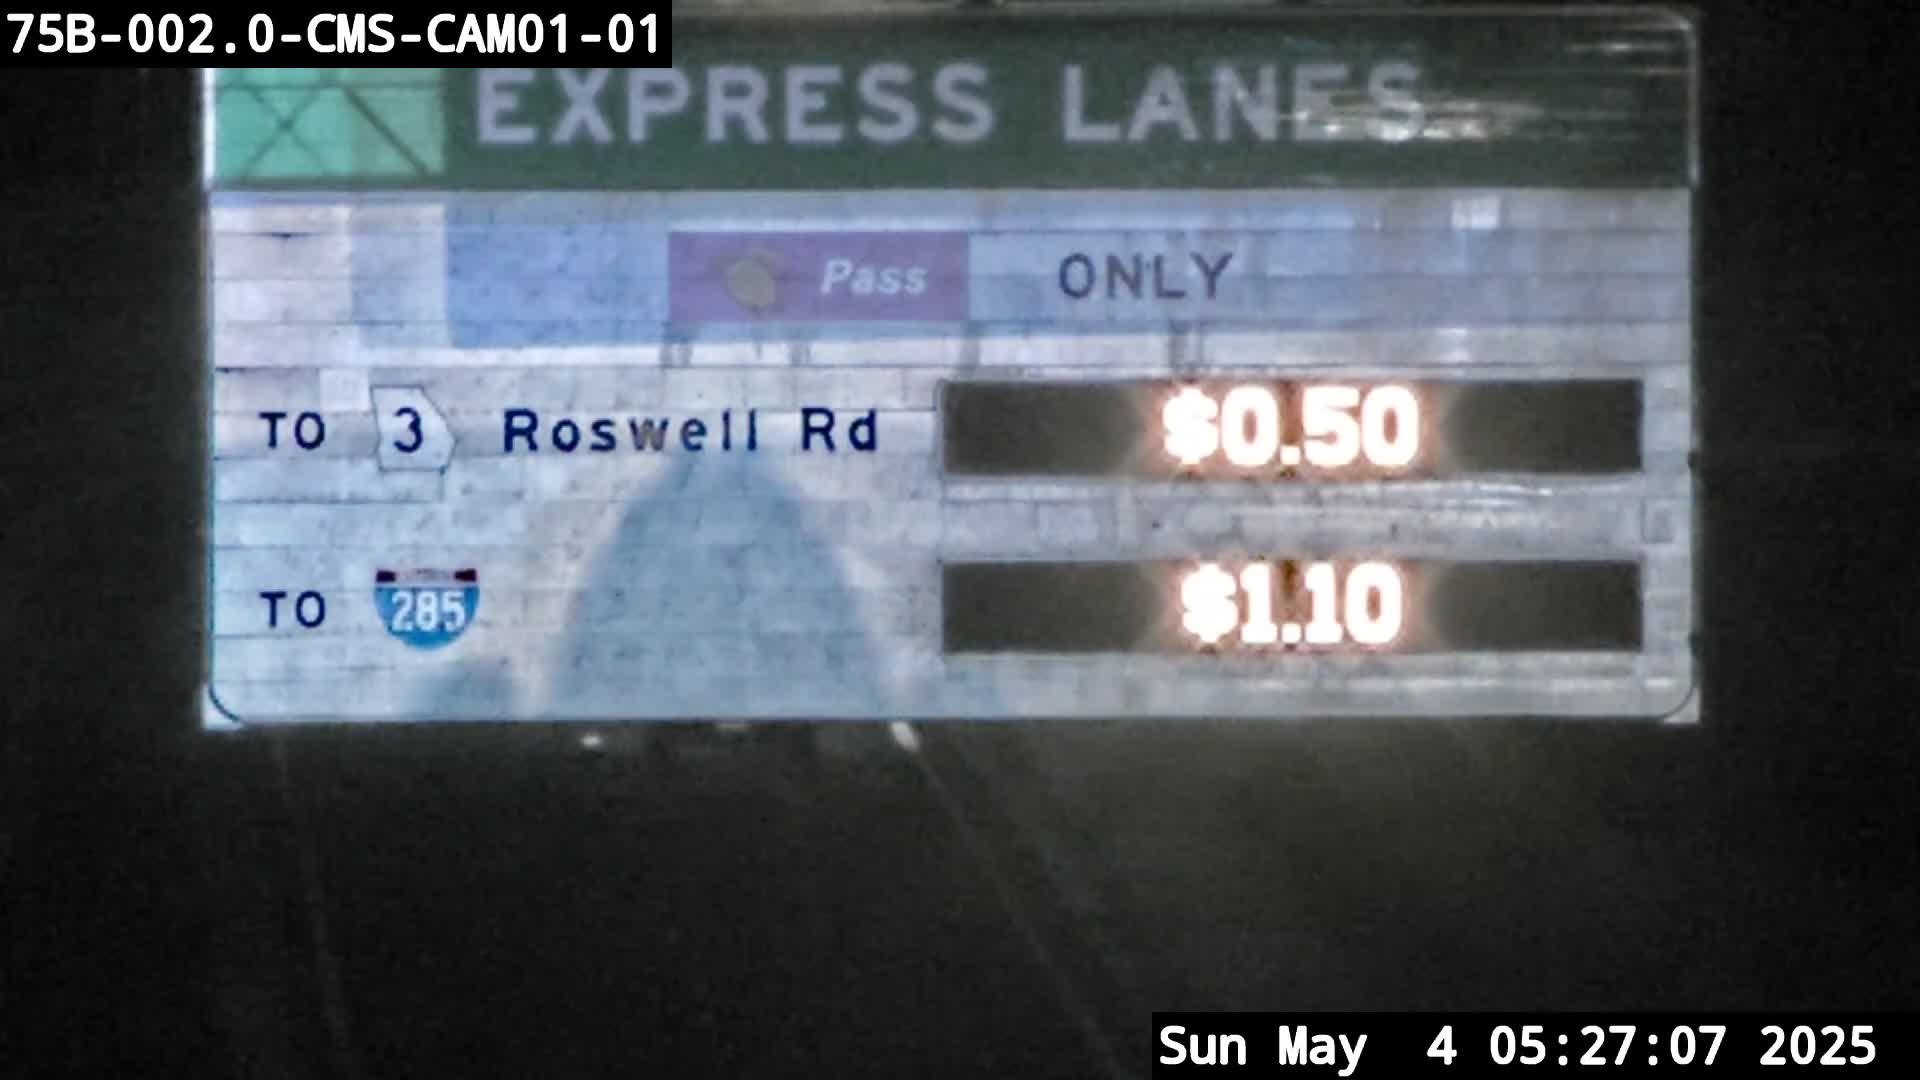 75B-002.0-CMS-CAM01-01
EXPRESS LANES
Pass ONLY
TO 3 Roswell Rd $0.50
TO 285 $1.10
Sun May 4 05:27:07 2025